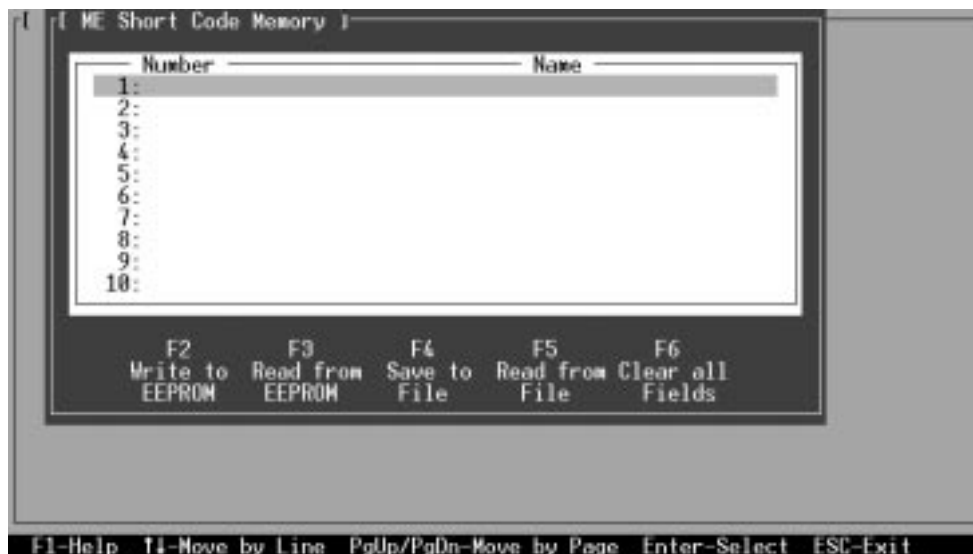 [ [ ME Short Code Memory ]
Number Name
1:
2:
3:
4:
5:
6:
7:
8:
9:
10:
F2 F3 F4 F5 F6
Write to Read from Save to Read from Clear all
EEPROM EEPROM File File Fields
F1-Help ↑↓-Move by Line PgUp/PgDn-Move by Page Enter-Select ESC-Exit